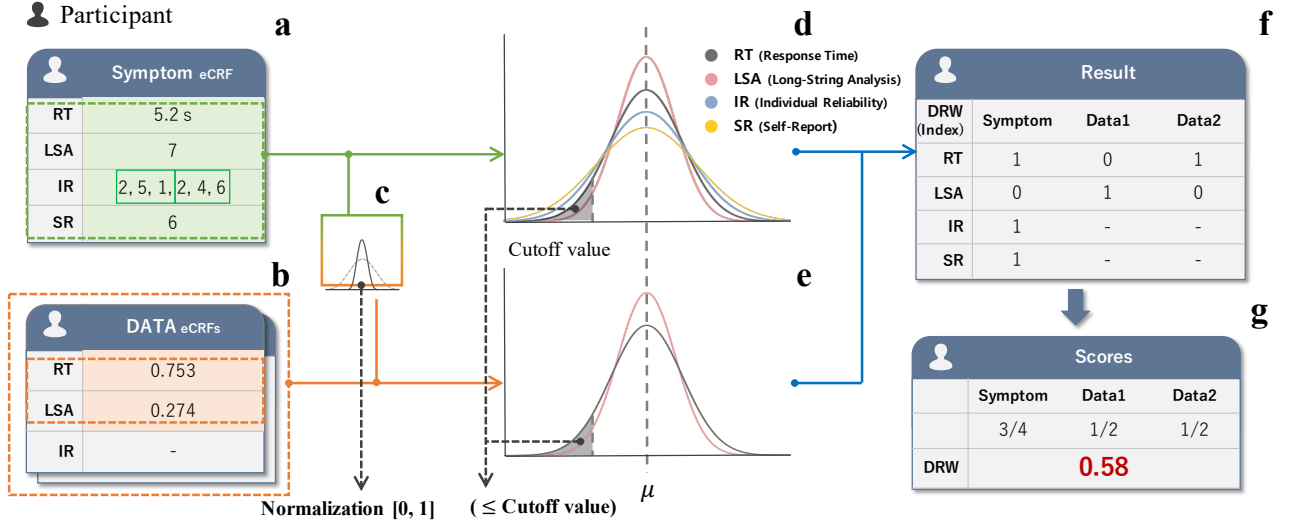 Participant
a
Symptom eCRF
RT 5.2 s
LSA 7
IR 2, 5, 1, 2, 4, 6
SR 6
b
DATA eCRFs
RT 0.753
LSA 0.274
IR -
c
Normalization [0, 1]
d
RT (Response Time)
LSA (Long-String Analysis)
IR (Individual Reliability)
SR (Self-Report)
Cutoff value
e
( ≤ Cutoff value)
μ
f
Result
DRW (Index) Symptom Data1 Data2
RT 1 0 1
LSA 0 1 0
IR 1 - -
SR 1 - -
g
Scores
Symptom Data1 Data2
3/4 1/2 1/2
DRW 0.58